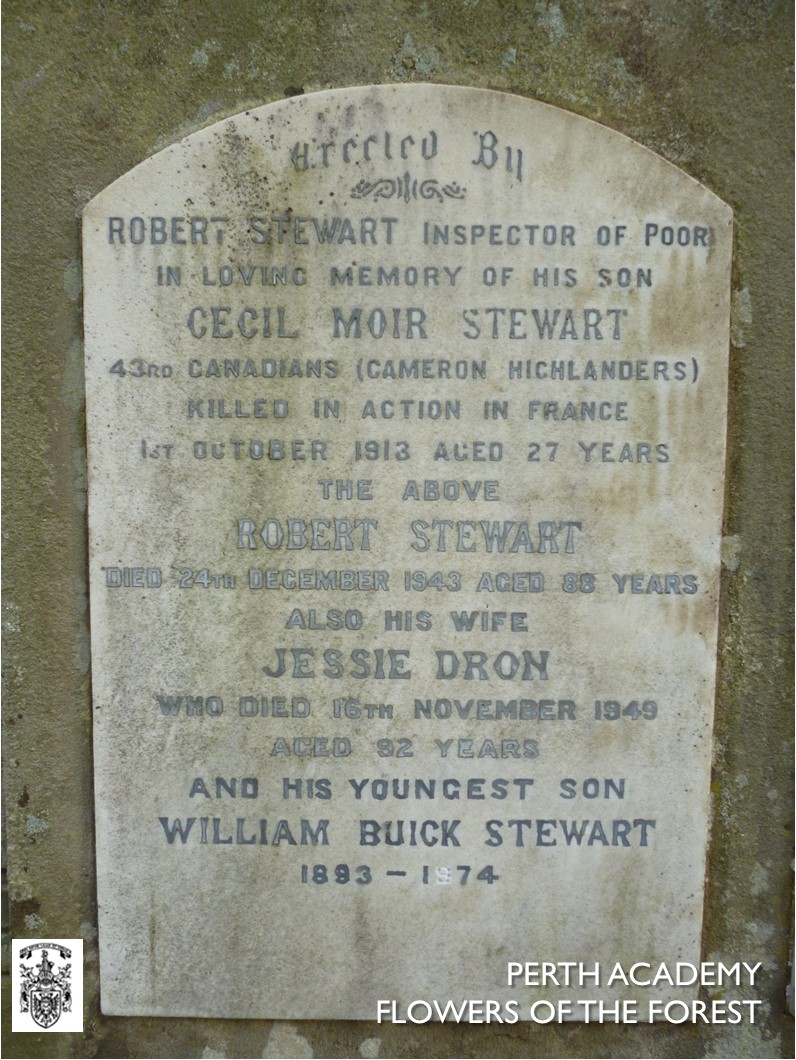 Erected By
ROBERT STEWART INSPECTOR OF POOR
IN LOVING MEMORY OF HIS SON
CECIL MOIR STEWART
43RD CANADIANS (CAMERON HIGHLANDERS)
KILLED IN ACTION IN FRANCE
1ST OCTOBER 1913 AGED 27 YEARS
THE ABOVE
ROBERT STEWART
DIED 24TH DECEMBER 1943 AGED 88 YEARS
ALSO HIS WIFE
JESSIE DRON
WHO DIED 16TH NOVEMBER 1949
AGED 92 YEARS
AND HIS YOUNGEST SON
WILLIAM BUICK STEWART
1893 – 1974
PERTH ACADEMY
FLOWERS OF THE FOREST